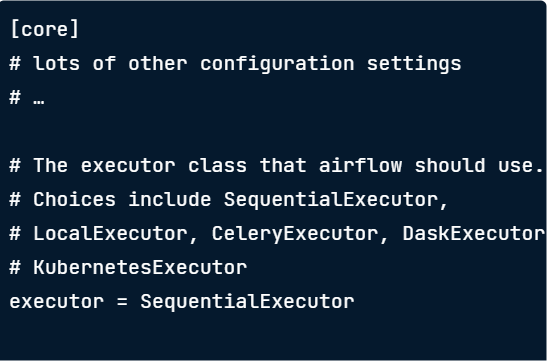 [core]
# lots of other configuration settings
# …
# The executor class that airflow should use.
# Choices include SequentialExecutor,
# LocalExecutor, CeleryExecutor, DaskExecutor
# KubernetesExecutor
executor = SequentialExecutor